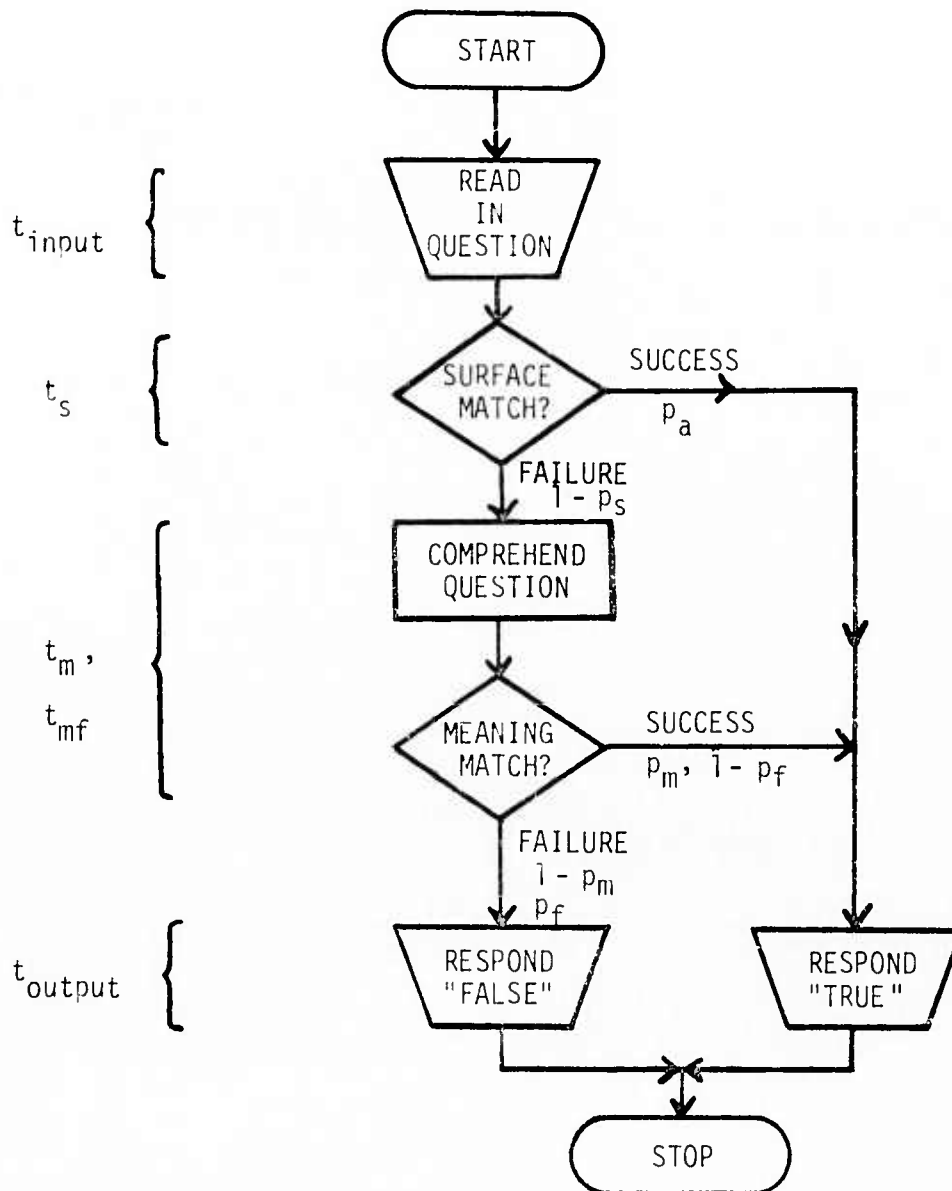 START
t_input
READ
IN
QUESTION
t_s
SURFACE
MATCH?
SUCCESS
p_a
FAILURE
1 - p_s
COMPREHEND
QUESTION
t_m,
t_mf
MEANING
MATCH?
SUCCESS
p_m, 1 - p_f
FAILURE
1 - p_m
p_f
t_output
RESPOND
"FALSE"
RESPOND
"TRUE"
STOP